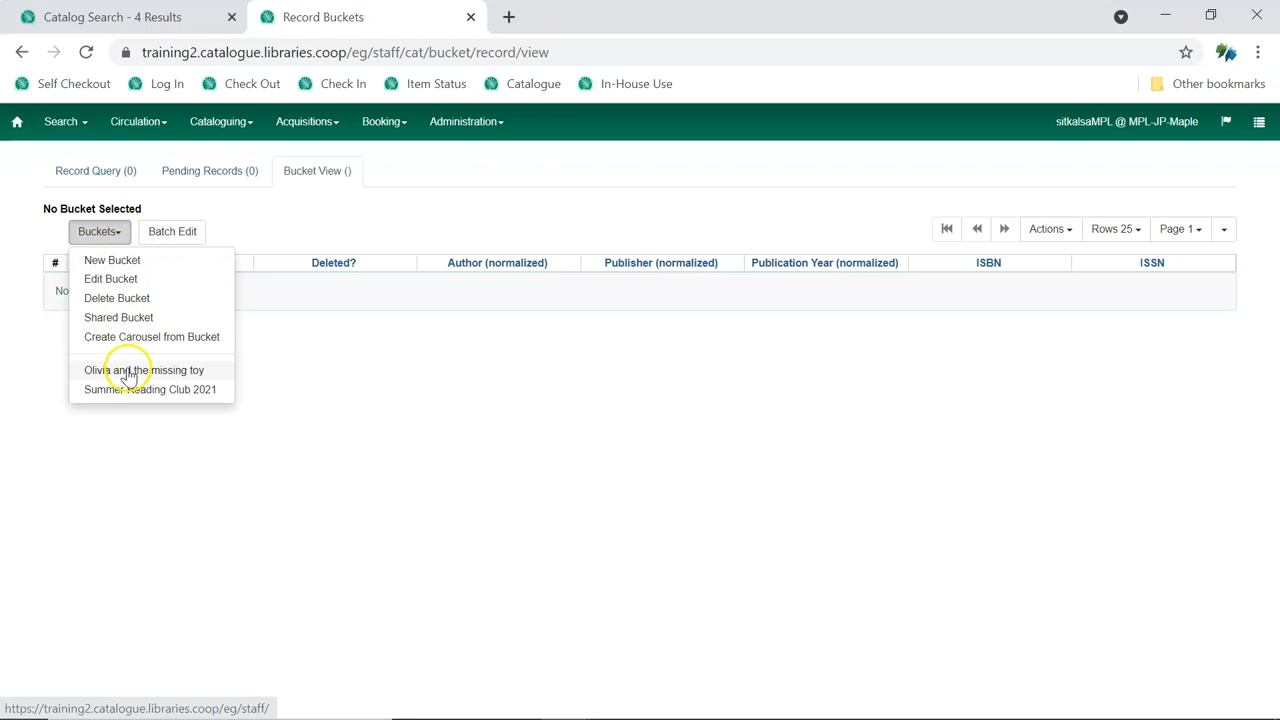 Catalog Search - 4 Results
Record Buckets
training2.catalogue.libraries.coop/eg/staff/cat/bucket/record/view
Self Checkout Log In Check Out Check In Item Status Catalogue In-House Use Other bookmarks
Search Circulation Cataloguing Acquisitions Booking Administration sitkalsaMPL @ MPL-JP-Maple
Record Query (0) Pending Records (0) Bucket View ()
No Bucket Selected
Buckets Batch Edit Actions Rows 25 Page 1
# Deleted? Author (normalized) Publisher (normalized) Publication Year (normalized) ISBN ISSN
No
New Bucket
Edit Bucket
Delete Bucket
Shared Bucket
Create Carousel from Bucket
Olivia and the missing toy
Summer Reading Club 2021
https://training2.catalogue.libraries.coop/eg/staff/